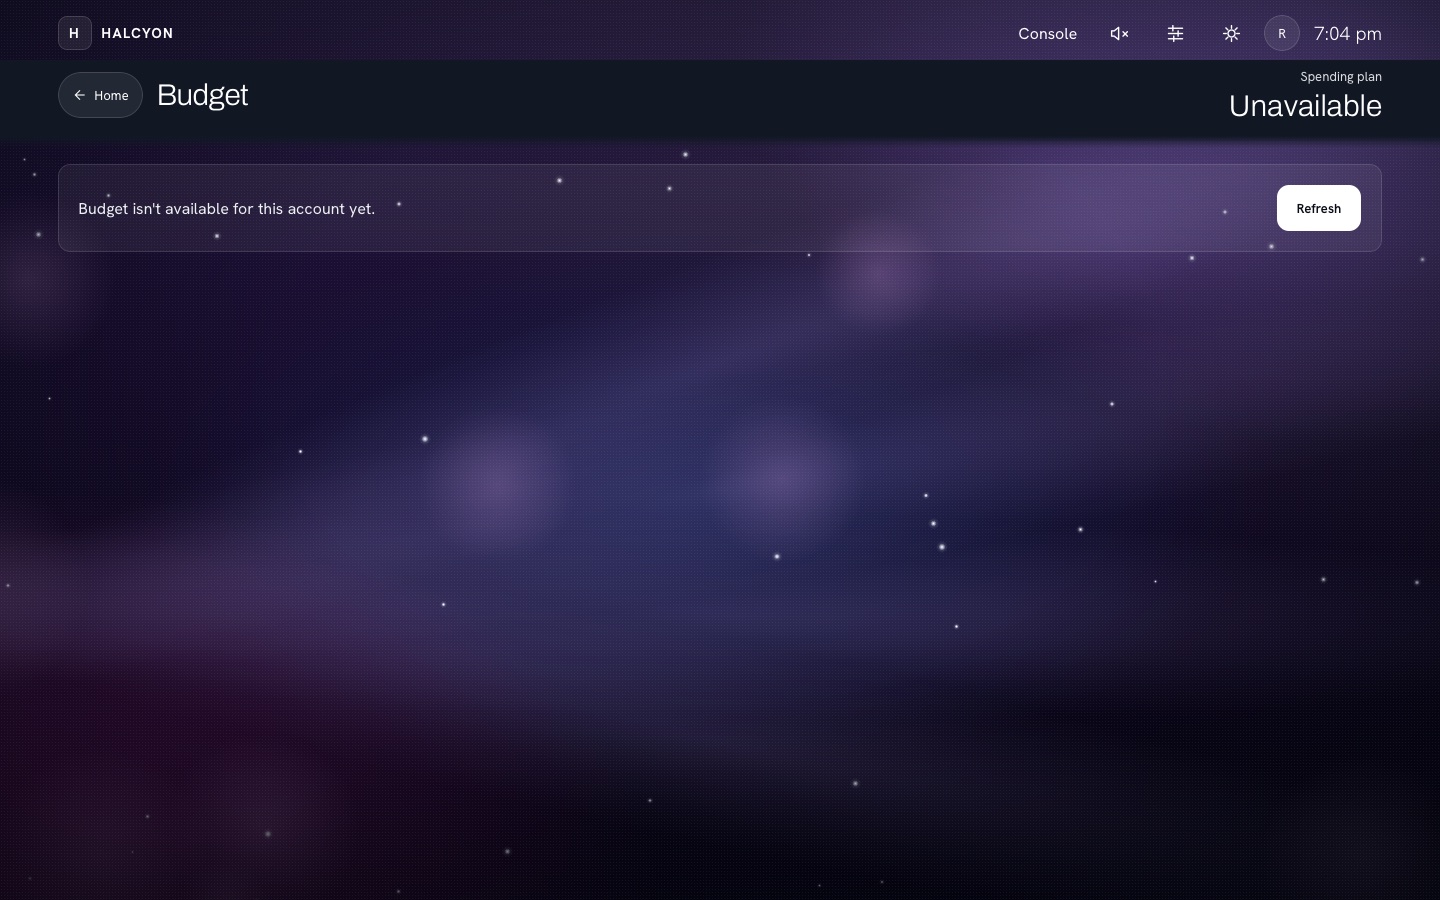 H HALCYON
Console
R
7:04 pm
Home
Budget
Spending plan
Unavailable
Budget isn't available for this account yet.
Refresh